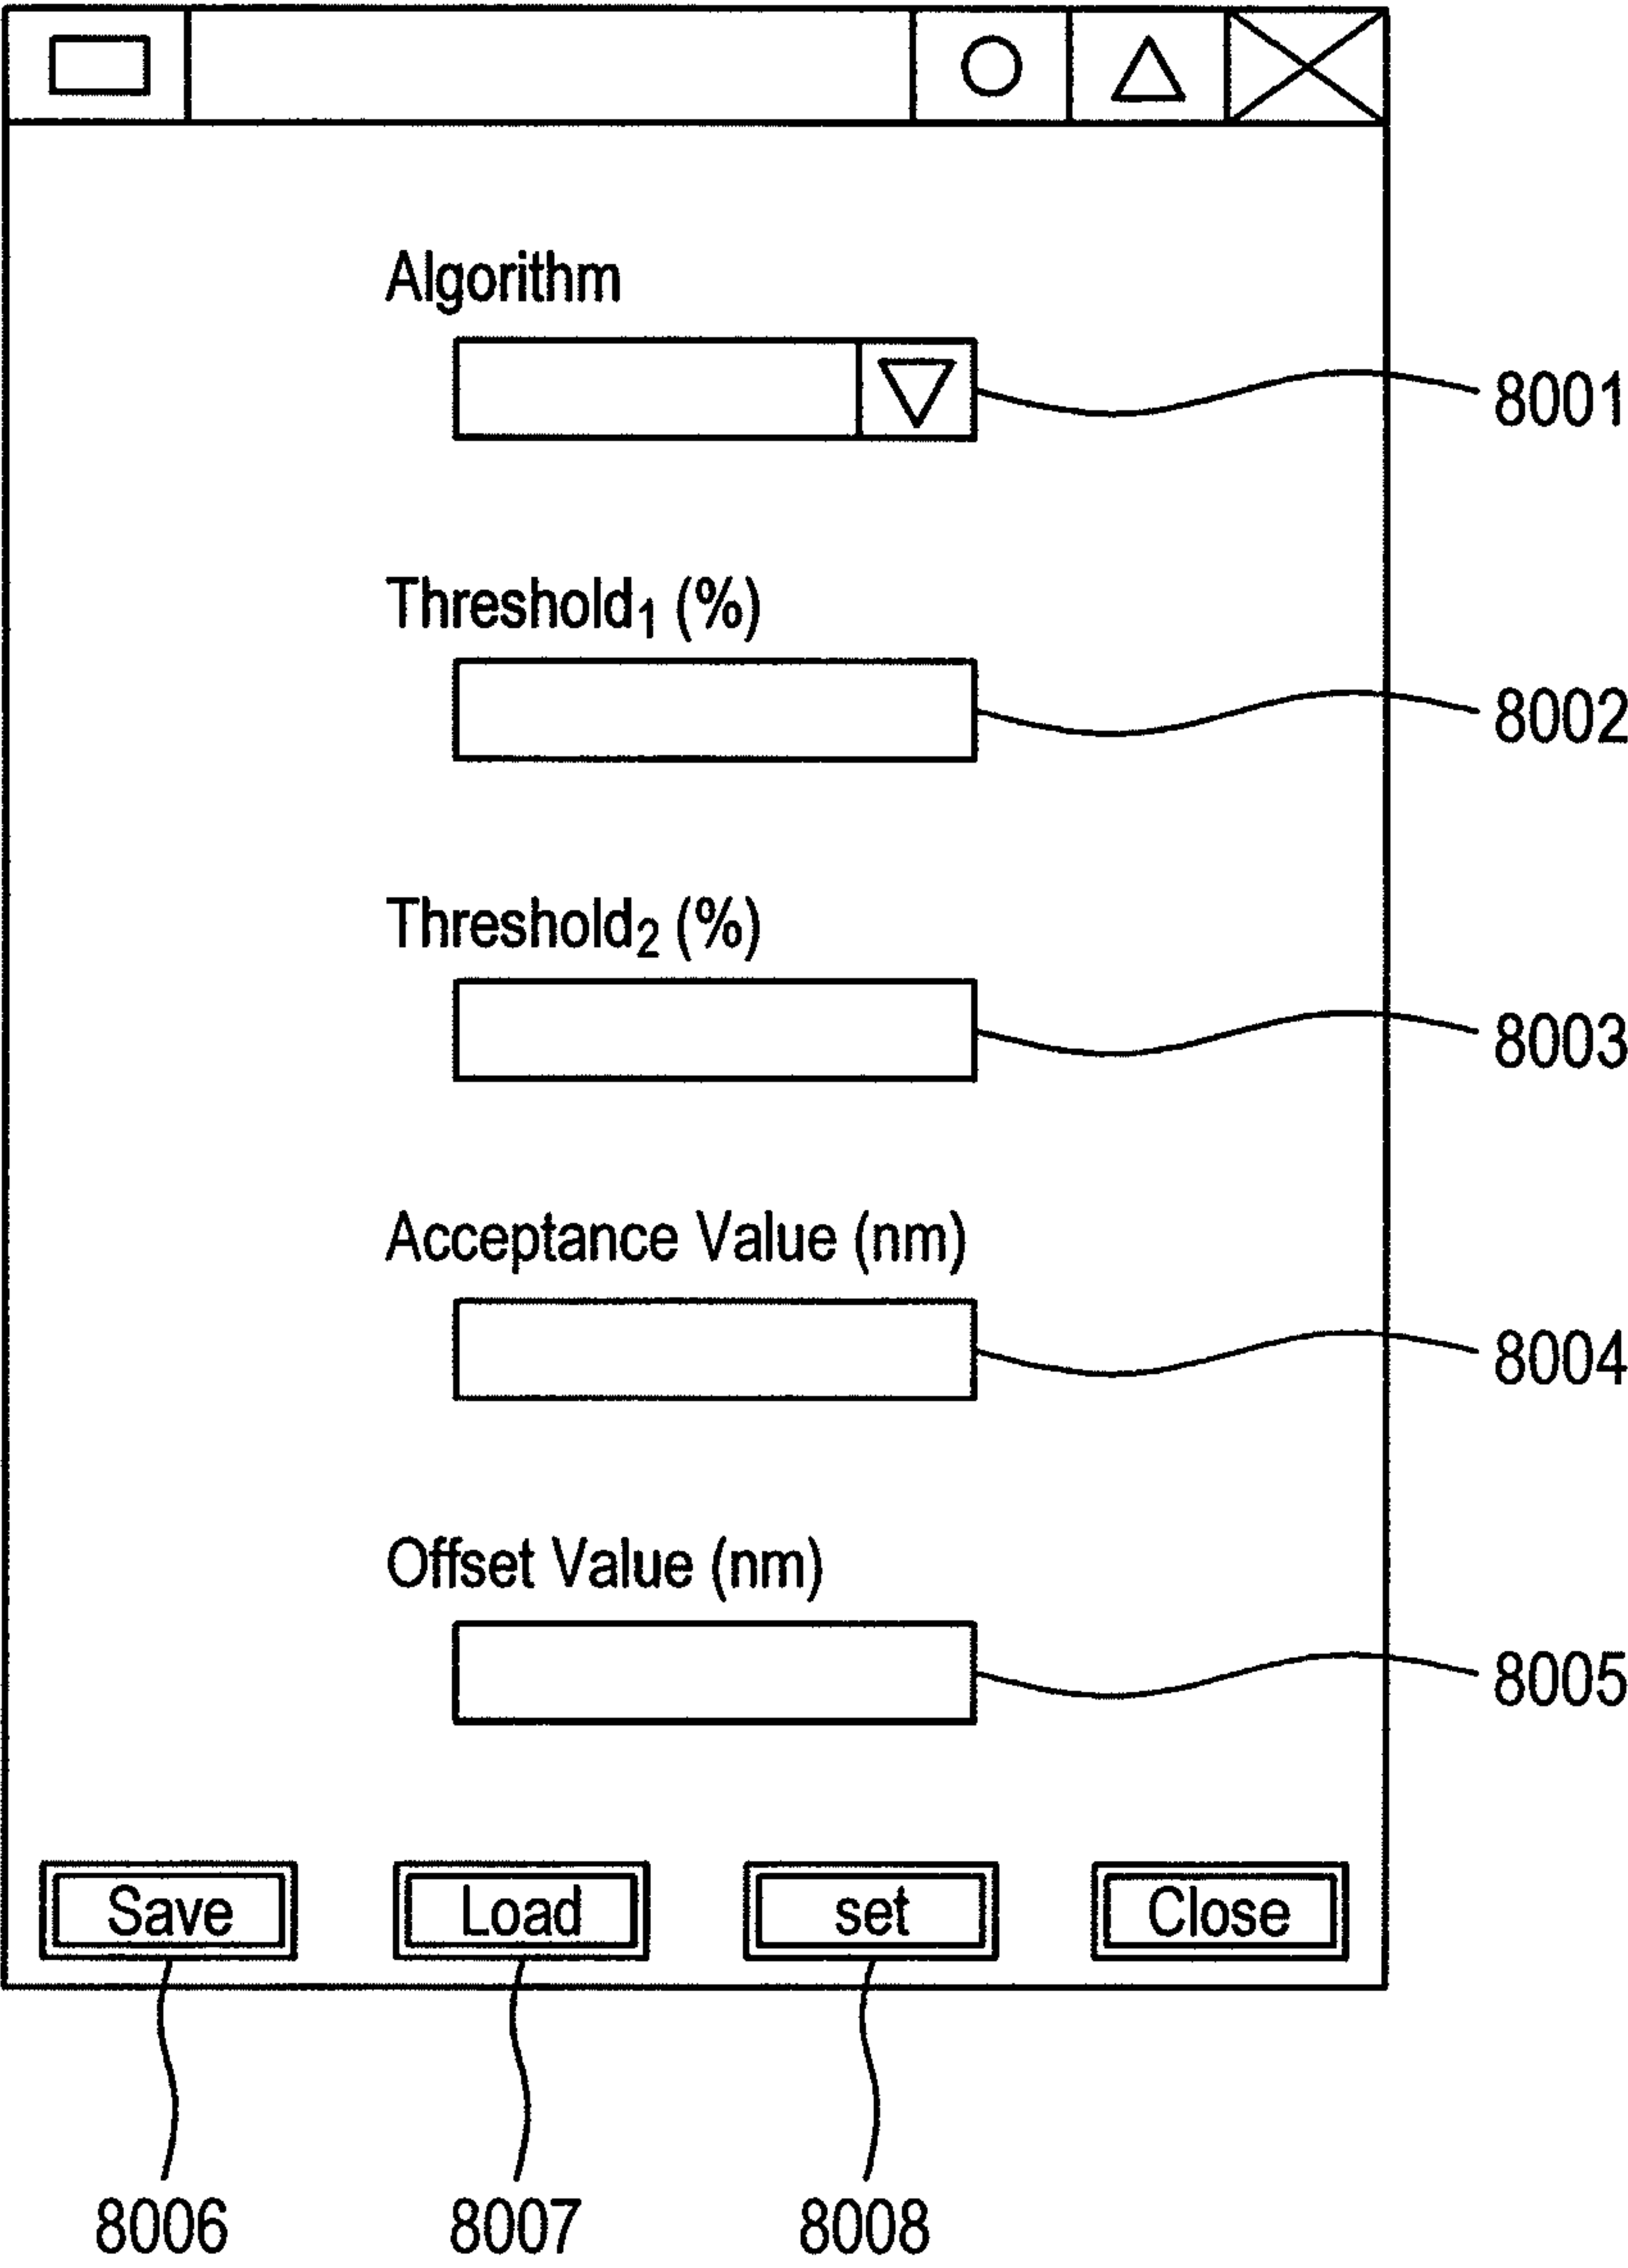 Algorithm
8001
Threshold₁ (%)
8002
Threshold₂ (%)
8003
Acceptance Value (nm)
8004
Offset Value (nm)
8005
Save Load set Close
8006 8007 8008